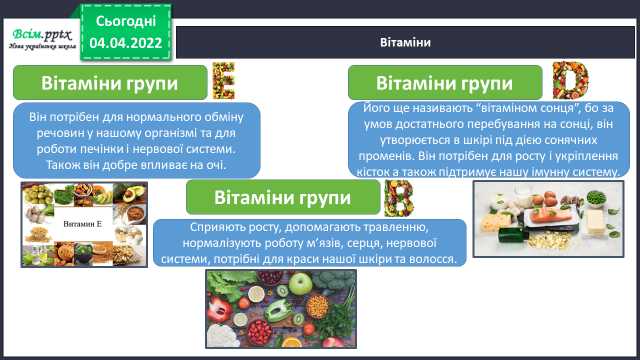 Всім.pptx
Нова українська школа
Сьогодні
04.04.2022
Вітаміни
Вітаміни групи E
Він потрібен для нормального обміну
речовин у нашому організмі та для
роботи печінки і нервової системи.
Також він добре впливає на очі.
Витамин Е
Вітаміни групи D
Його ще називають “вітаміном сонця”, бо за
умов достатнього перебування на сонці, він
утворюється в шкірі під дією сонячних
променів. Він потрібен для росту і укріплення
кісток а також підтримує нашу імунну систему.
Вітаміни групи B
Сприяють росту, допомагають травленню,
нормалізують роботу м’язів, серця, нервової
системи, потрібні для краси нашої шкіри та волосся.